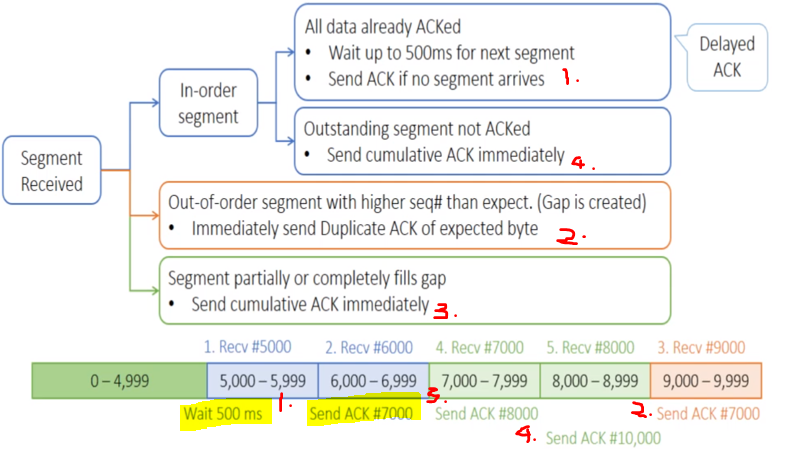 All data already ACKed
• Wait up to 500ms for next segment
• Send ACK if no segment arrives 1.
Delayed
ACK
In-order
segment
Outstanding segment not ACKed
• Send cumulative ACK immediately 4.
Segment
Received
Out-of-order segment with higher seq# than expect. (Gap is created)
• Immediately send Duplicate ACK of expected byte 2.
Segment partially or completely fills gap
• Send cumulative ACK immediately 3.
1. Recv #5000 2. Recv #6000 4. Recv #7000 5. Recv #8000 3. Recv #9000
0 – 4,999 5,000 – 5,999 6,000 – 6,999 7,000 – 7,999 8,000 – 8,999 9,000 – 9,999
Wait 500 ms 1. Send ACK #7000 3. Send ACK #8000 2. Send ACK #7000
4. Send ACK #10,000